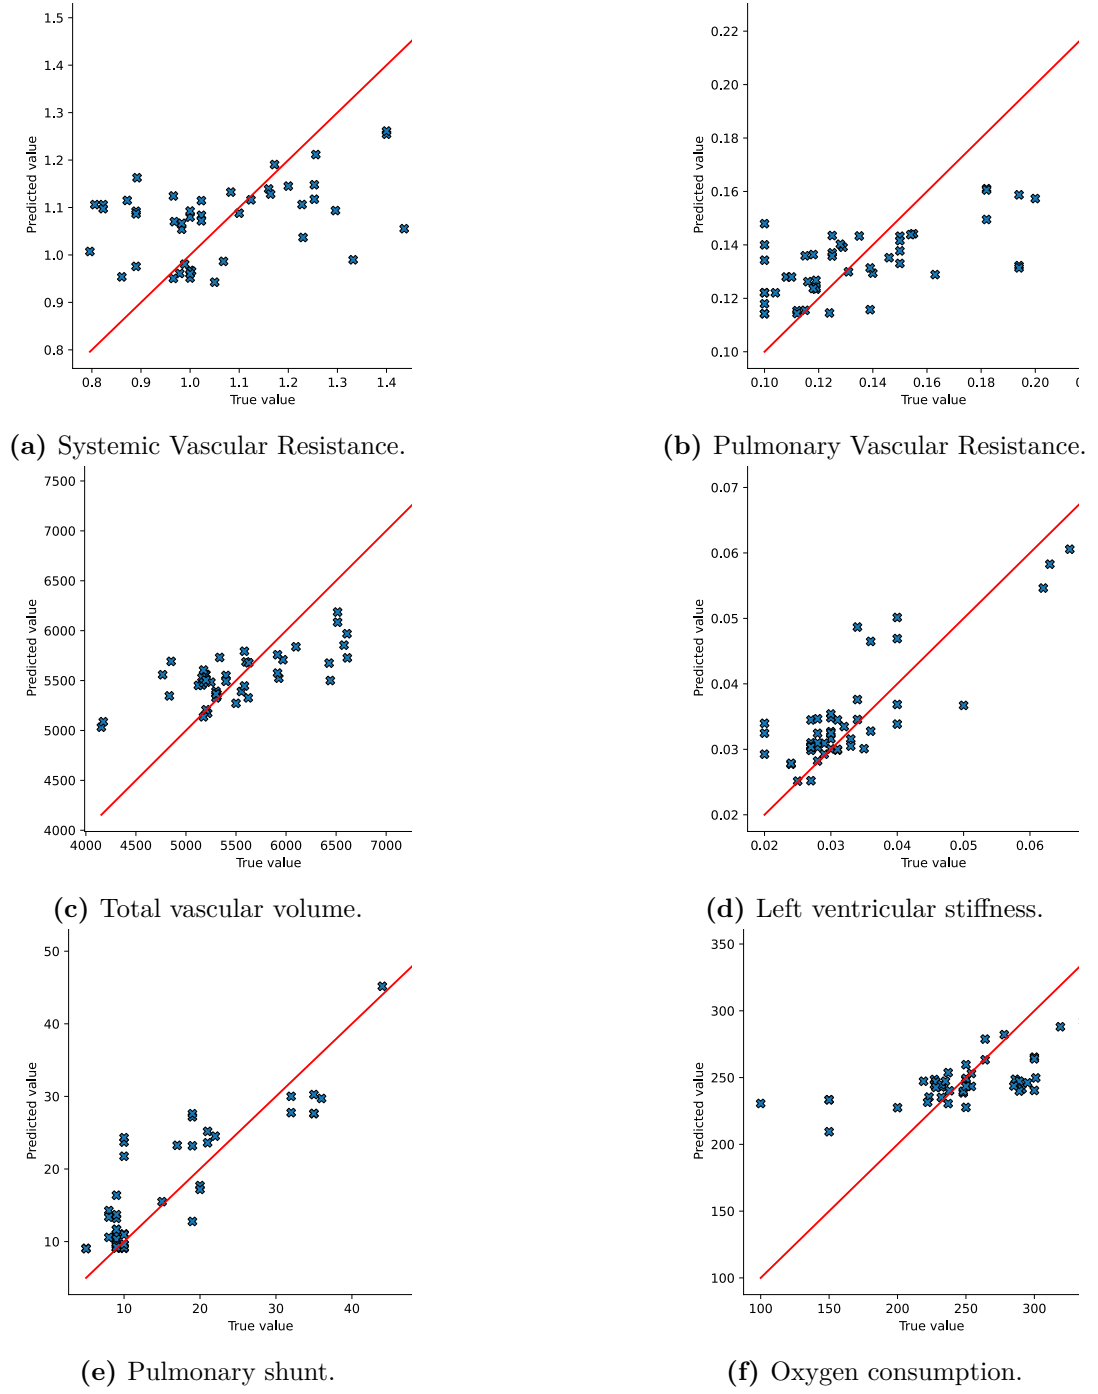 1.5
1.4
1.3
1.2
1.1
1.0
0.9
0.8
Predicted value
0.8 0.9 1.0 1.1 1.2 1.3 1.4
True value
(a) Systemic Vascular Resistance.
0.22
0.20
0.18
0.16
0.14
0.12
0.10
Predicted value
0.10 0.12 0.14 0.16 0.18 0.20
True value
(b) Pulmonary Vascular Resistance.
7500
7000
6500
6000
5500
5000
4500
4000
Predicted value
4000 4500 5000 5500 6000 6500 7000
True value
(c) Total vascular volume.
0.07
0.06
0.05
0.04
0.03
0.02
Predicted value
0.02 0.03 0.04 0.05 0.06
True value
(d) Left ventricular stiffness.
50
40
30
20
10
Predicted value
10 20 30 40
True value
(e) Pulmonary shunt.
350
300
250
200
150
100
Predicted value
100 150 200 250 300
True value
(f) Oxygen consumption.